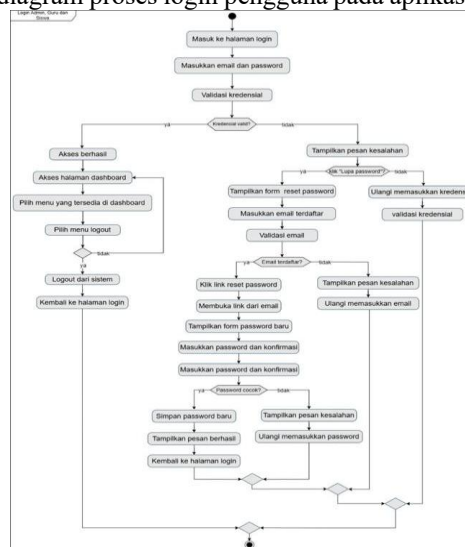 diagram proses login pengguna pada aplikas
Login Admin, Guru dan
Siswa
Masuk ke halaman login
Masukkan email dan password
Validasi kredensial
Kredensial valid?
ya
tidak
Akses berhasil
Akses halaman dashboard
Pilih menu yang tersedia di dashboard
Pilih menu logout
tidak
ya
Logout dari sistem
Kembali ke halaman login
Tampilkan pesan kesalahan
klik "Lupa password"?
ya
tidak
Tampilkan form reset password
Ulangi memasukkan kredens
Masukkan email terdaftar
validasi kredensial
Validasi email
Email terdaftar?
ya
tidak
Klik link reset password
Tampilkan pesan kesalahan
Membuka link dari email
Ulangi memasukkan email
Tampilkan form password baru
Masukkan password dan konfirmasi
Masukkan password dan konfirmasi
Password cocok?
ya
tidak
Simpan password baru
Tampilkan pesan kesalahan
Tampilkan pesan berhasil
Ulangi memasukkan password
Kembali ke halaman login